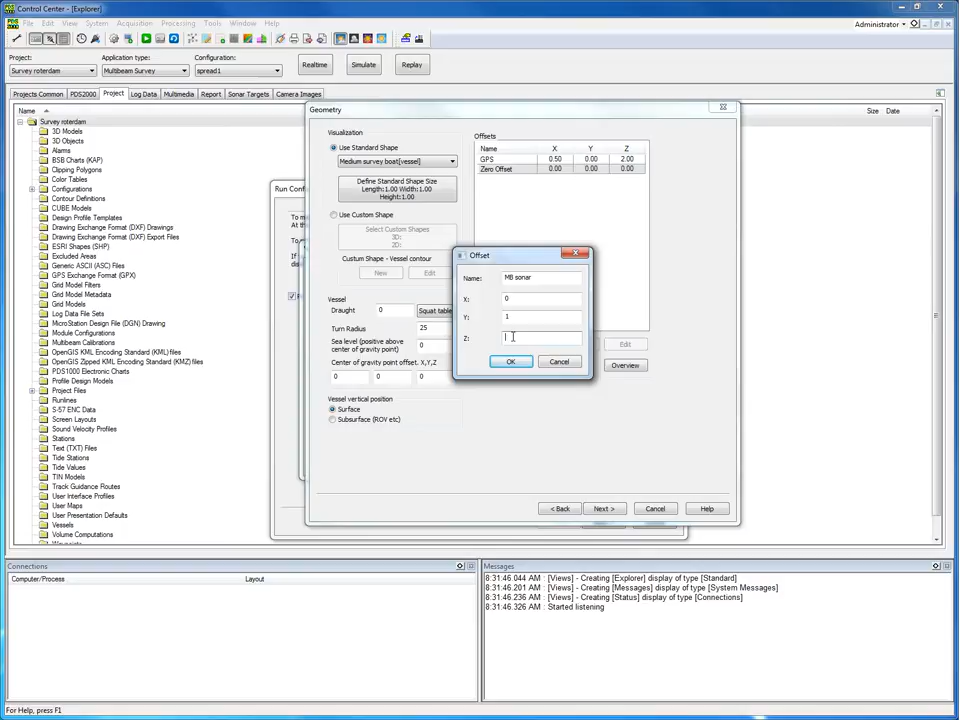 Control Center - [Explorer]
File Edit View System Acquisition Processing Tools Window Help
Administrator
Project: Application type: Configuration:
Survey roterdam Multibeam Survey spread1 Realtime Simulate Replay
Projects Common PDS2000 Project Log Data Multimedia Report Sonar Targets Camera Images
Name Size Date
Survey roterdam
3D Models
3D Objects
Alarms
BSB Charts (KAP)
Clipping Polygons
Color Tables
Configurations
Contour Definitions
CUBE Models
Design Profile Templates
Drawing Exchange Format (DXF) Drawings
Drawing Exchange Format (DXF) Export Files
ESRI Shapes (SHP)
Excluded Areas
Generic ASCII (ASC) Files
GPS Exchange Format (GPX)
Grid Model Filters
Grid Model Metadata
Grid Models
Log Data File Sets
MicroStation Design File (DGN) Drawing
Module Configurations
Multibeam Calibrations
OpenGIS KML Encoding Standard (KML) files
OpenGIS Zipped KML Encoding Standard (KMZ) files
PDS1000 Electronic Charts
Profile Design Models
Project Files
Runlines
S-57 ENC Data
Screen Layouts
Sound Velocity Profiles
Stations
Text (TXT) Files
Tide Stations
Tide Values
TIN Models
Track Guidance Routes
User Interface Profiles
User Maps
User Presentation Defaults
Vessels
Volume Computations
Run Conf
To m
At th
To
disp
Geometry
Visualization
Use Standard Shape
Medium survey boat[vessel]
Define Standard Shape Size
Length:1.00 Width:1.00
Height:1.00
Use Custom Shape
Select Custom Shapes
3D:
2D:
Custum Shape - Vessel contour
New Edit
Vessel
Draught 0 Squat table
Turn Radius 25
Sea level (positive above
center of gravity point) 0
Center of gravity point offset. X,Y,Z
0 0 0
Vessel vertical position
Surface
Subsurface (ROV etc)
Offsets
Name X Y Z
GPS 0.50 0.00 2.00
Zero Offset 0.00 0.00 0.00
Edit
Overview
Offset
Name: MB sonar
X: 0
Y: 1
Z:
OK Cancel
< Back Next > Cancel Help
Connections
Computer/Process Layout
Messages
8:31:46.044 AM : [Views] - Creating [Explorer] display of type [Standard]
8:31:46.201 AM : [Views] - Creating [Messages] display of type [System Messages]
8:31:46.236 AM : [Views] - Creating [Status] display of type [Connections]
8:31:46.326 AM : Started listening
For Help, press F1